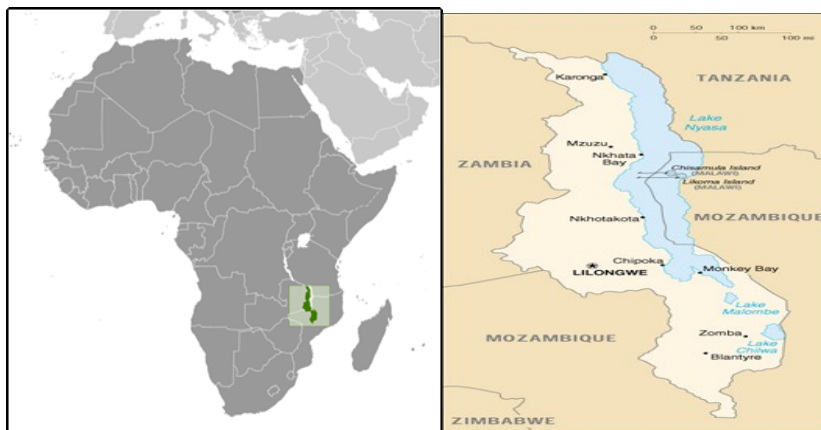 0 50 100 km
0 50 100 mi
Karonga
TANZANIA
Lake
Nyasa
Mzuzu
Nkhata
Bay
ZAMBIA
Chisamula Island
(MALAWI)
Likoma Island
(MALAWI)
Nkhotakota
MOZAMBIQUE
Chipoka
LILONGWE
Monkey Bay
Lake
Malombe
Zomba
MOZAMBIQUE
Lake
Chilwa
Blantyre
ZIMBABWE